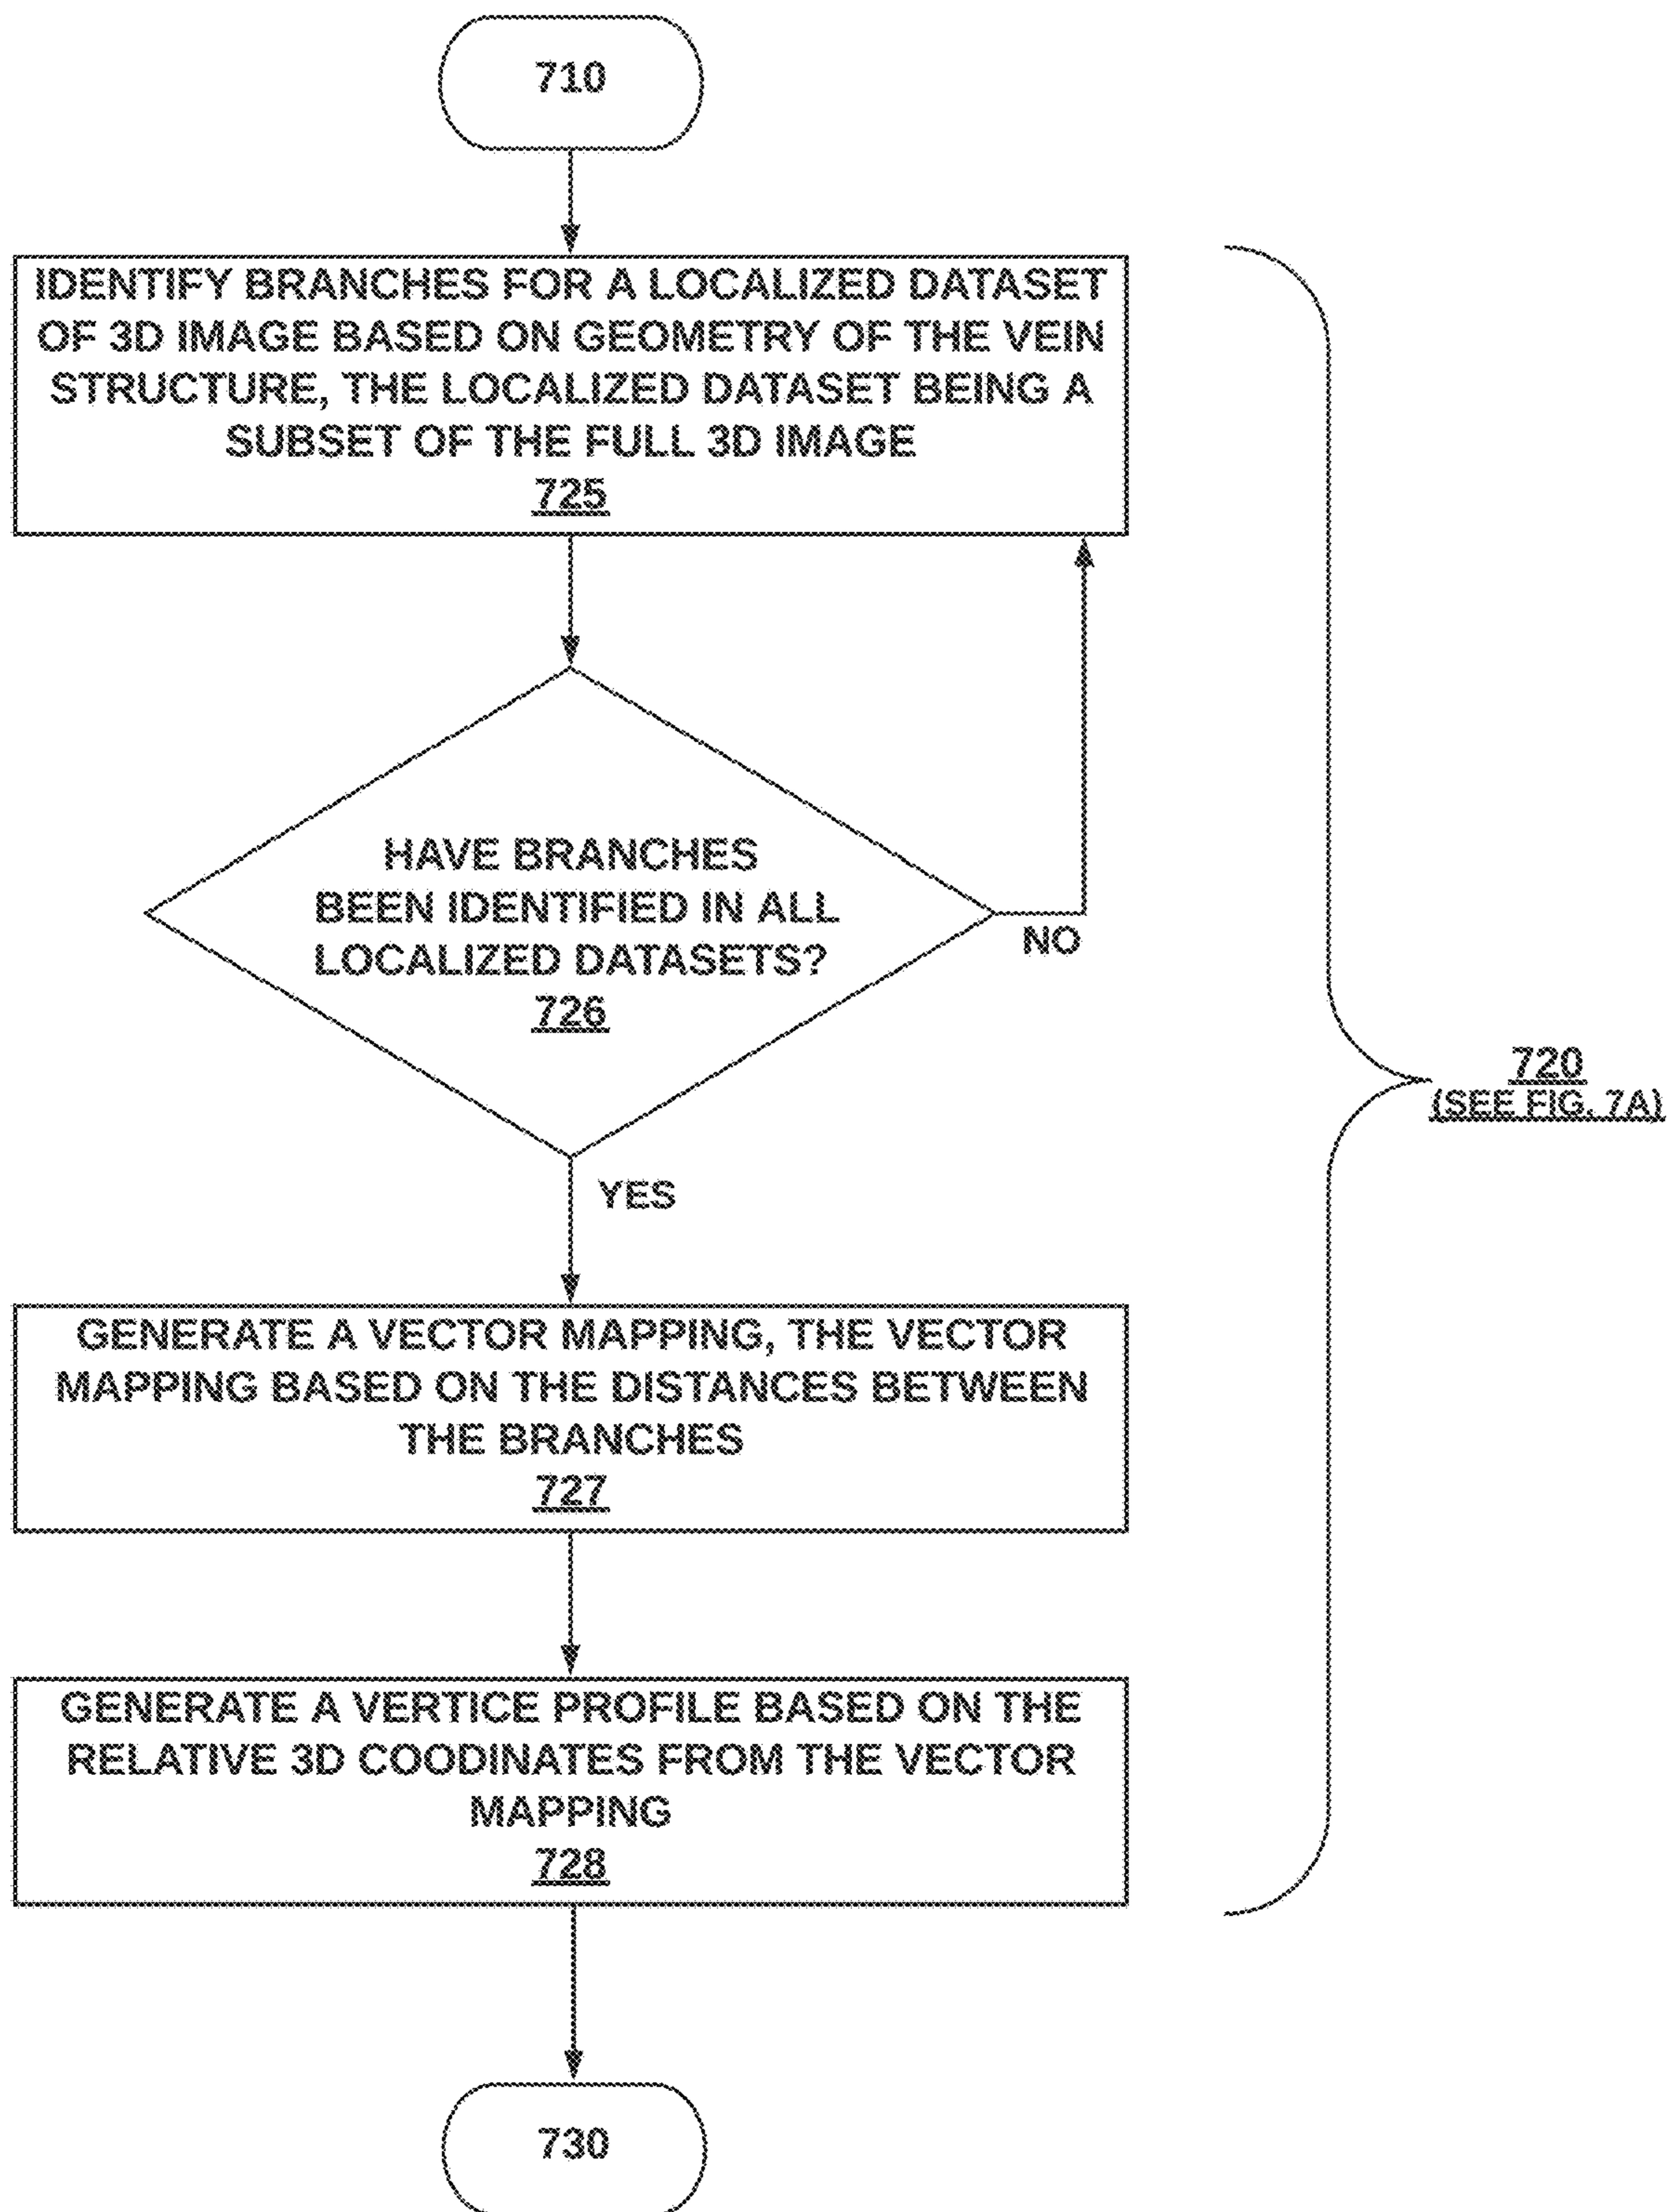 710
IDENTIFY BRANCHES FOR A LOCALIZED DATASET
OF 3D IMAGE BASED ON GEOMETRY OF THE VEIN
STRUCTURE, THE LOCALIZED DATASET BEING A
SUBSET OF THE FULL 3D IMAGE
725
HAVE BRANCHES
BEEN IDENTIFIED IN ALL
LOCALIZED DATASETS?
726
NO
YES
720
(SEE FIG. 7A)
GENERATE A VECTOR MAPPING, THE VECTOR
MAPPING BASED ON THE DISTANCES BETWEEN
THE BRANCHES
727
GENERATE A VERTICE PROFILE BASED ON THE
RELATIVE 3D COODINATES FROM THE VECTOR
MAPPING
728
730